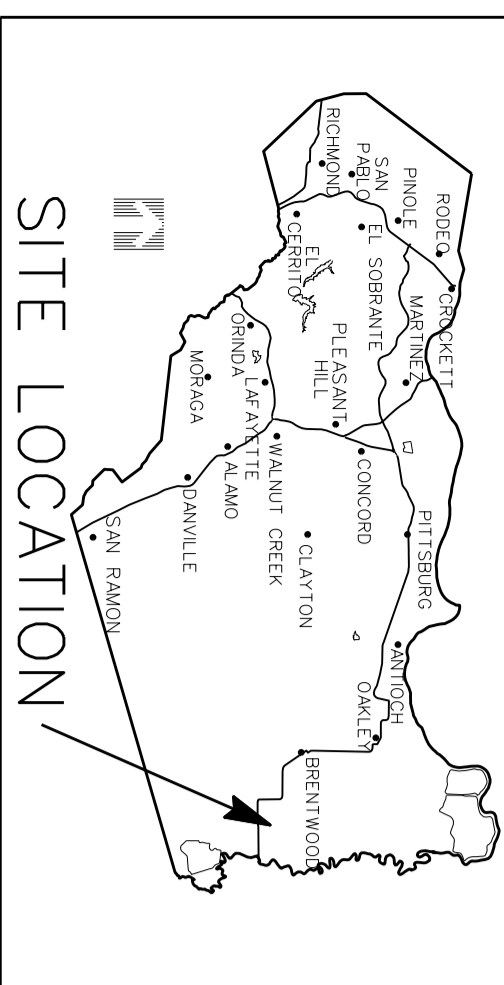 RODEO
CROCKETT
PINOLE
SAN
PABLO
RICHMOND
EL SOBRANTE
MARTINEZ
EL
CERRITO
PLEASANT
HILL
CONCORD
PITTSBURG
ANTIOCH
OAKLEY
BRENTWOOD
ORINDA
LAFAYETTE
WALNUT CREEK
CLAYTON
MORAGA
ALAMO
DANVILLE
SAN RAMON
SITE LOCATION